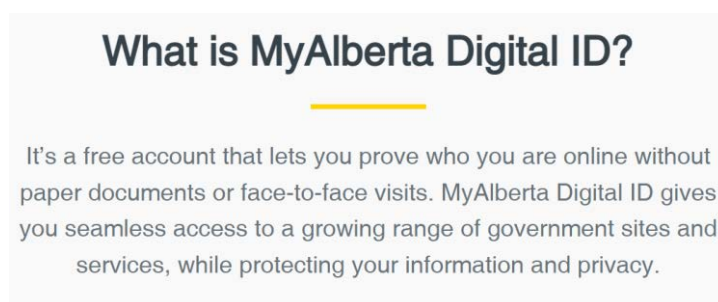 What is MyAlberta Digital ID?
It's a free account that lets you prove who you are online without
paper documents or face-to-face visits. MyAlberta Digital ID gives
you seamless access to a growing range of government sites and
services, while protecting your information and privacy.